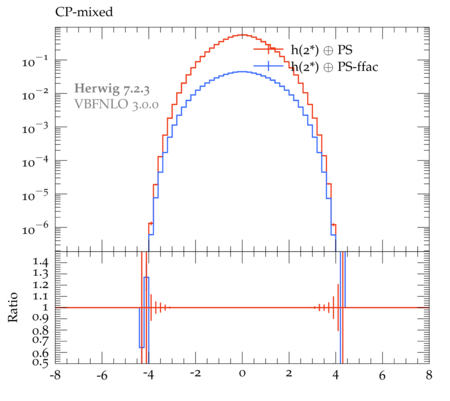 CP-mixed
h(2*) ⊕ PS
h(2*) ⊕ PS-ffac
Herwig 7.2.3
VBFNLO 3.0.0
10⁻¹
10⁻²
10⁻³
10⁻⁴
10⁻⁵
10⁻⁶
Ratio
1.4
1.3
1.2
1.1
1
0.9
0.8
0.7
0.6
0.5
-8 -6 -4 -2 0 2 4 6 8